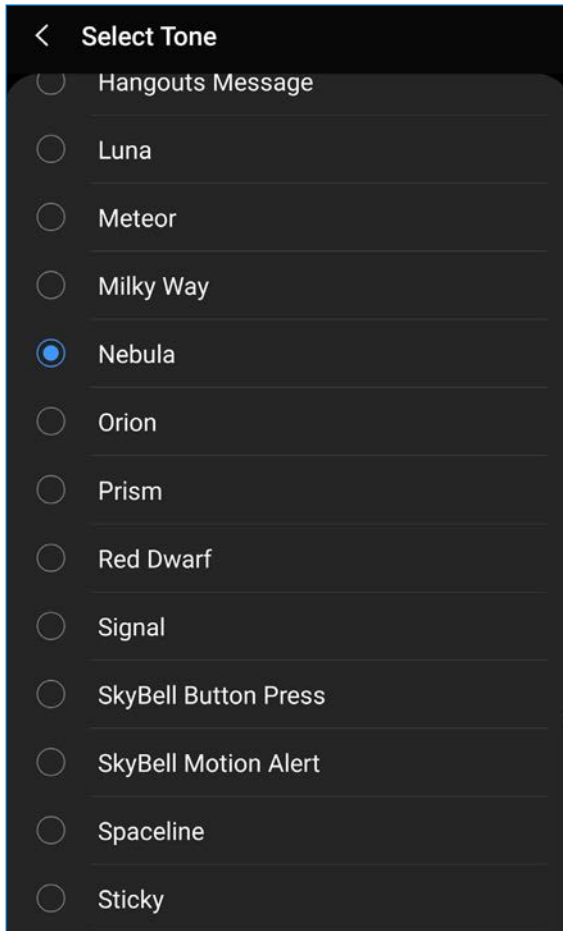 Select Tone
Hangouts Message
Luna
Meteor
Milky Way
Nebula
Orion
Prism
Red Dwarf
Signal
SkyBell Button Press
SkyBell Motion Alert
Spaceline
Sticky